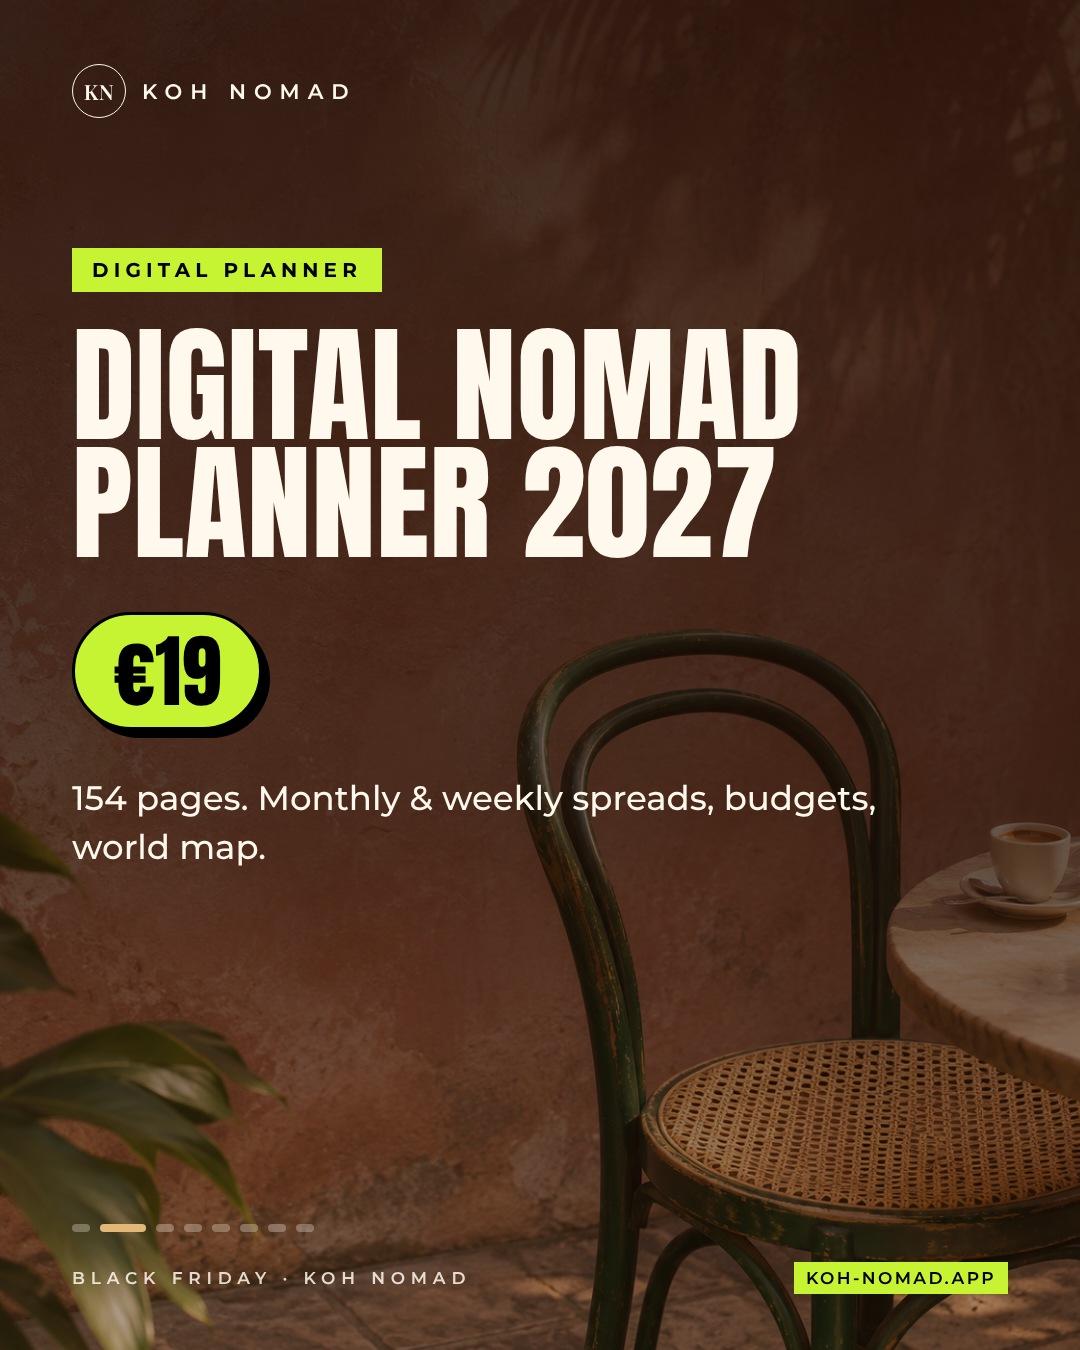 KN KOH NOMAD
DIGITAL PLANNER
DIGITAL NOMAD
PLANNER 2027
€19
154 pages. Monthly & weekly spreads, budgets,
world map.
BLACK FRIDAY · KOH NOMAD
KOH-NOMAD.APP